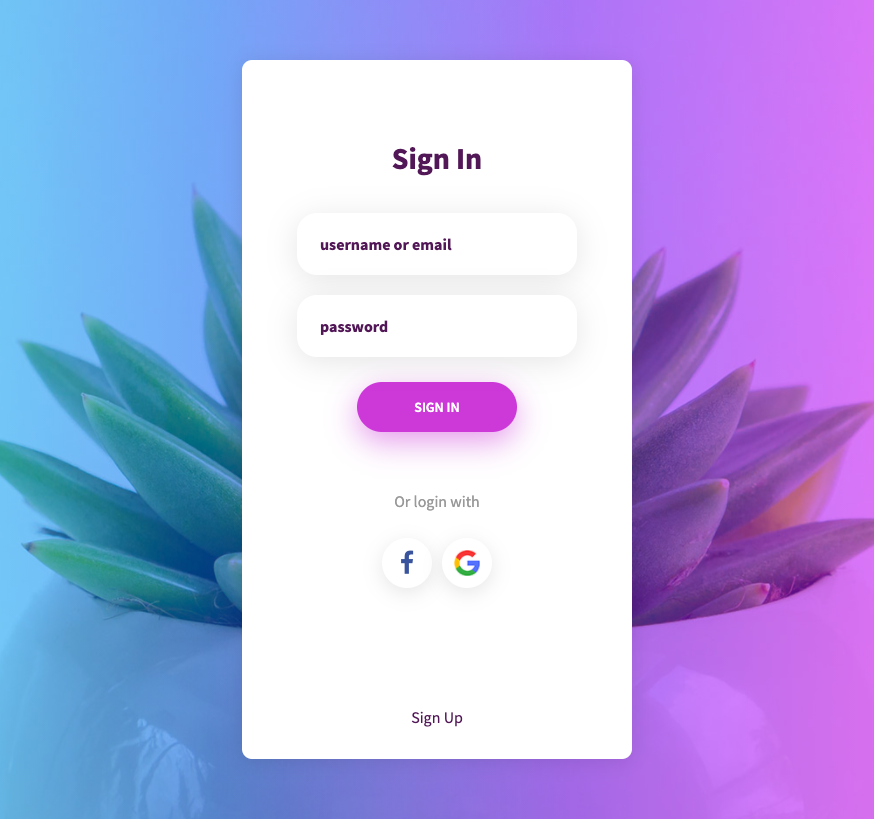 Sign In
username or email
password
SIGN IN
Or login with
Sign Up